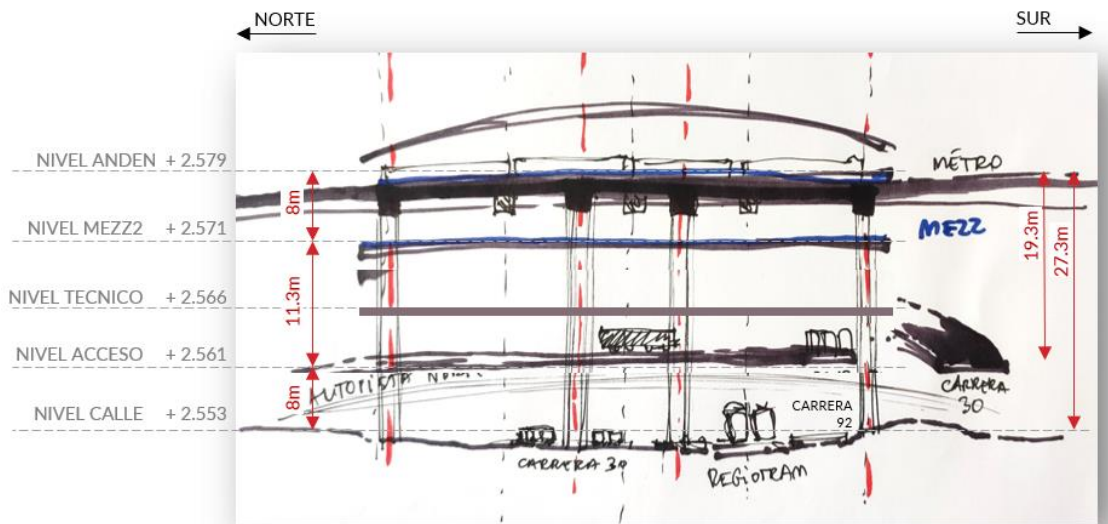 NORTE
SUR
NIVEL ANDEN + 2.579
MÉTRO
8m
NIVEL MEZZ2 + 2.571
MEZZ
19.3m
27.3m
NIVEL TECNICO + 2.566
11.3m
NIVEL ACCESO + 2.561
AUTOPISTA
CARRERA
30
8m
NIVEL CALLE + 2.553
CARRERA
92
CARRERA 30
REGIOTRAM